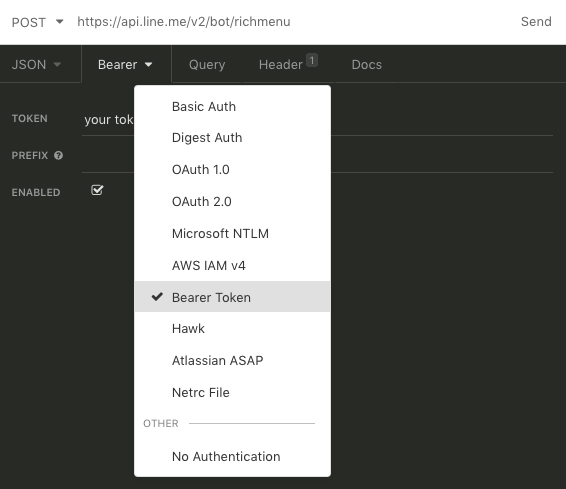 POST https://api.line.me/v2/bot/richmenu Send
JSON Bearer Query Header 1 Docs
Basic Auth
TOKEN your tok
Digest Auth
PREFIX
OAuth 1.0
ENABLED
OAuth 2.0
Microsoft NTLM
AWS IAM v4
Bearer Token
Hawk
Atlassian ASAP
Netrc File
OTHER
No Authentication